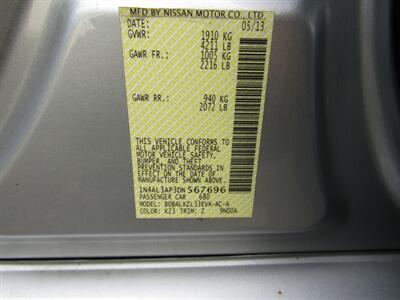 MFD BY NISSAN MOTOR CO., LTD.
DATE: 05/13
GVWR: 1910 KG
4211 LB
GAWR FR.: 1005 KG
2216 LB
GAWR RR.: 940 KG
2072 LB
THIS VEHICLE CONFORMS TO
ALL APPLICABLE FEDERAL
MOTOR VEHICLE SAFETY,
BUMPER, AND THEFT
PREVENTION STANDARDS IN
EFFECT ON THE DATE OF
MANUFACTURE SHOWN ABOVE.
1N4AL3AP3DN567696
PASSENGER CAR 680
MODEL: BDBALKZL33EVA-AC-A
COLOR: K23 TRIM: Z 9N00A